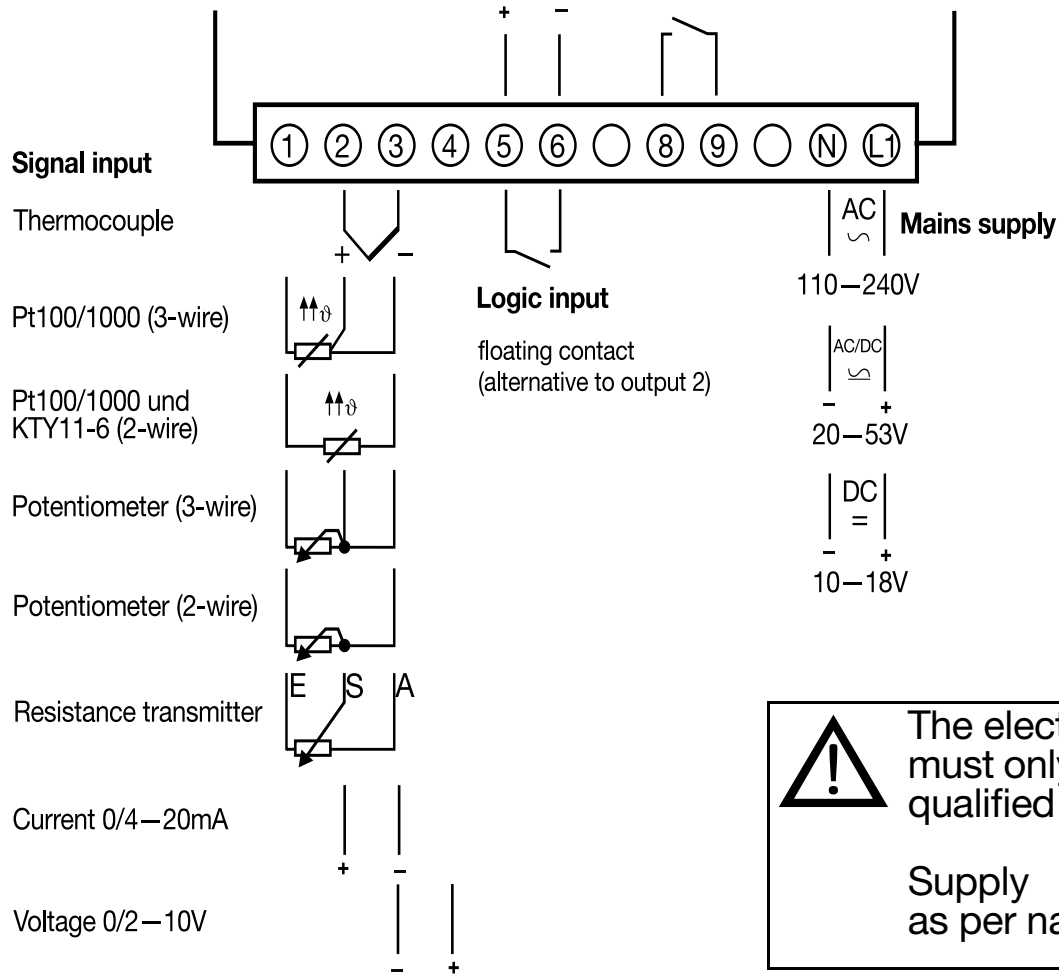 + −
1 2 3 4 5 6 8 9 N L1
Signal input
Thermocouple
+ −
AC
Mains supply
110—240V
Pt100/1000 (3-wire)
ϑ
Logic input
floating contact
(alternative to output 2)
AC/DC
− +
20—53V
Pt100/1000 und
KTY11-6 (2-wire)
ϑ
Potentiometer (3-wire)
DC
=
− +
10—18V
Potentiometer (2-wire)
E S A
Resistance transmitter
Current 0/4—20mA
+ −
Voltage 0/2—10V
− +
!
The elect
must only
qualified
Supply
as per na